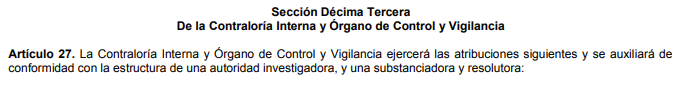 Sección Décima Tercera
De la Contraloría Interna y Órgano de Control y Vigilancia
Artículo 27. La Contraloría Interna y Órgano de Control y Vigilancia ejercerá las atribuciones siguientes y se auxiliará de
conformidad con la estructura de una autoridad investigadora, y una substanciadora y resolutora: